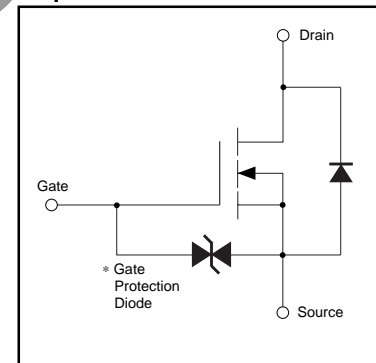 Drain
Gate
* Gate
Protection
Diode
Source